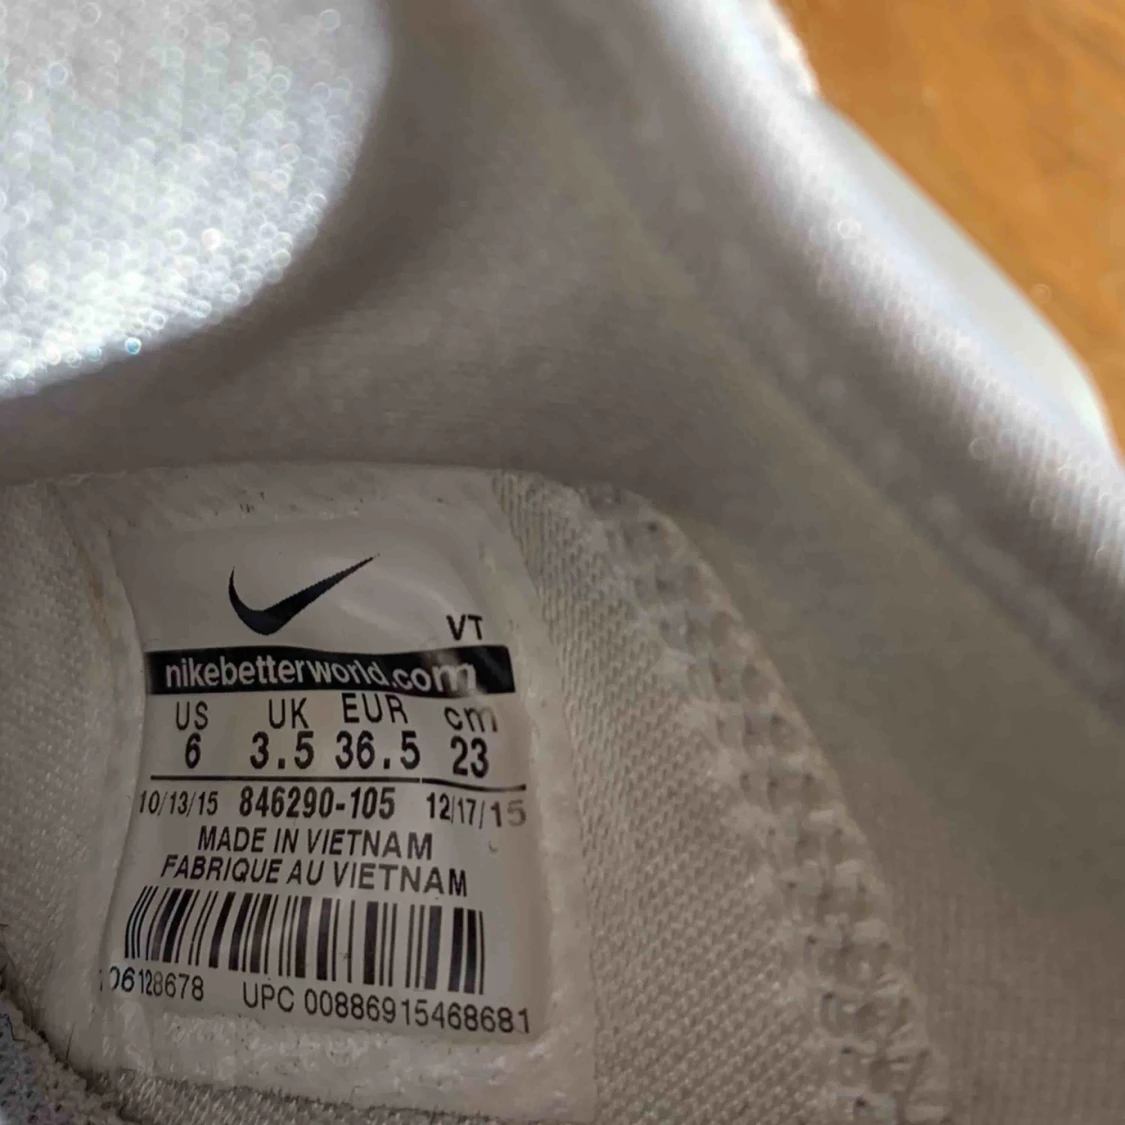 VT
nikebetterworld.com
US UK EUR cm
6 3.5 36.5 23
10/13/15 846290-105 12/17/15
MADE IN VIETNAM
FABRIQUE AU VIETNAM
06128678 UPC 00886915468681